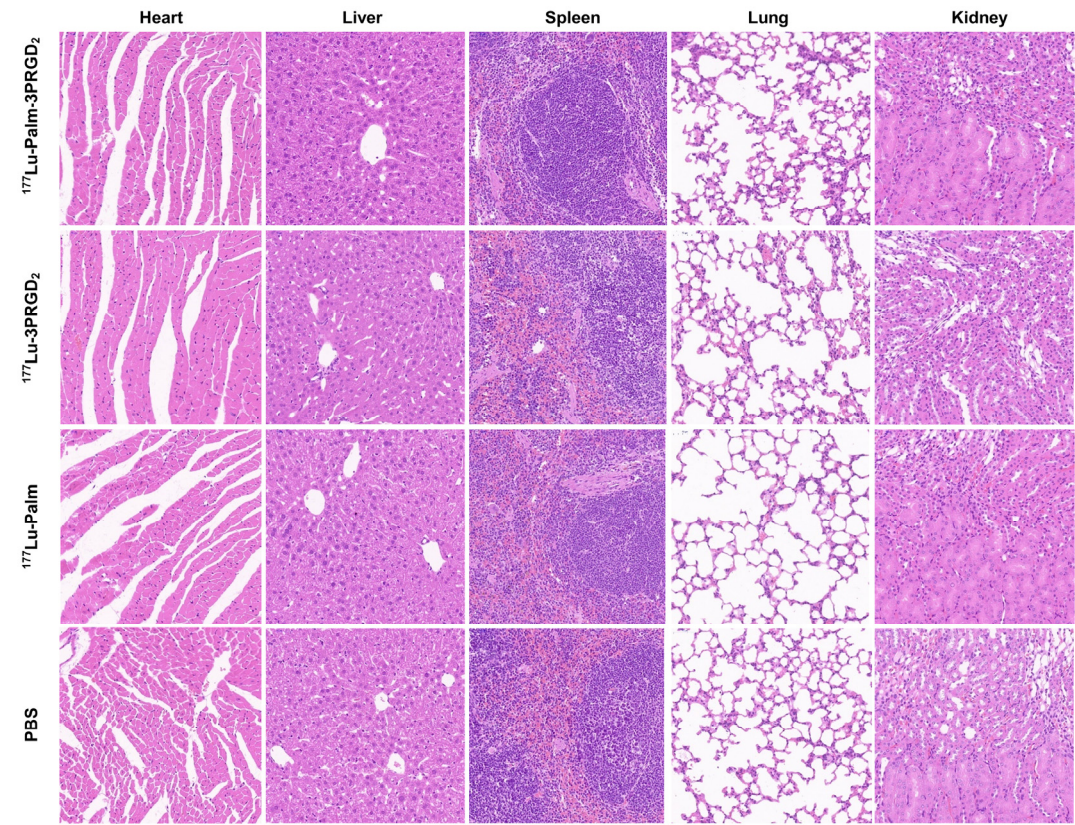 Heart Liver Spleen Lung Kidney
¹⁷⁷Lu-Palm-3PRGD₂
¹⁷⁷Lu-3PRGD₂
¹⁷⁷Lu-Palm
PBS